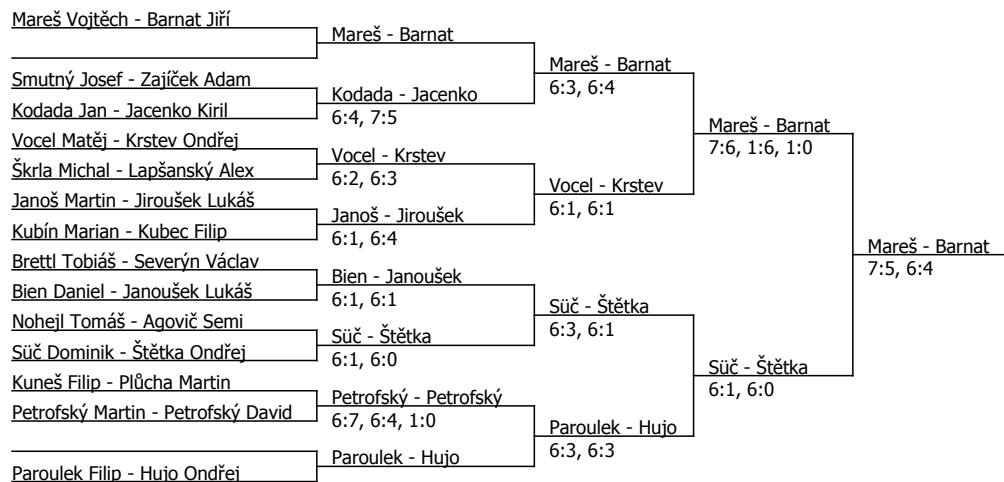 Mareš Vojtěch - Barnat Jiří
Mareš - Barnat
Mareš - Barnat
Smutný Josef - Zajíček Adam
6:3, 6:4
Kodada - Jacenko
Kodada Jan - Jacenko Kiril
6:4, 7:5
Mareš - Barnat
Vocel Matěj - Krstev Ondřej
7:6, 1:6, 1:0
Vocel - Krstev
Škrla Michal - Lapšanský Alex
6:2, 6:3
Vocel - Krstev
Janoš Martin - Jiroušek Lukáš
6:1, 6:1
Janoš - Jiroušek
Kubín Marian - Kubec Filip
6:1, 6:4
Mareš - Barnat
Brettl Tobiáš - Severýn Václav
7:5, 6:4
Bien - Janoušek
Bien Daniel - Janoušek Lukáš
6:1, 6:1
Süč - Štětka
Nohejl Tomáš - Agovič Semi
6:3, 6:1
Süč - Štětka
Süč Dominik - Štětka Ondřej
6:1, 6:0
Süč - Štětka
Kuneš Filip - Plůcha Martin
6:1, 6:0
Petrofský - Petrofský
Petrofský Martin - Petrofský David
6:7, 6:4, 1:0
Paroulek - Hujo
6:3, 6:3
Paroulek - Hujo
Paroulek Filip - Hujo Ondřej